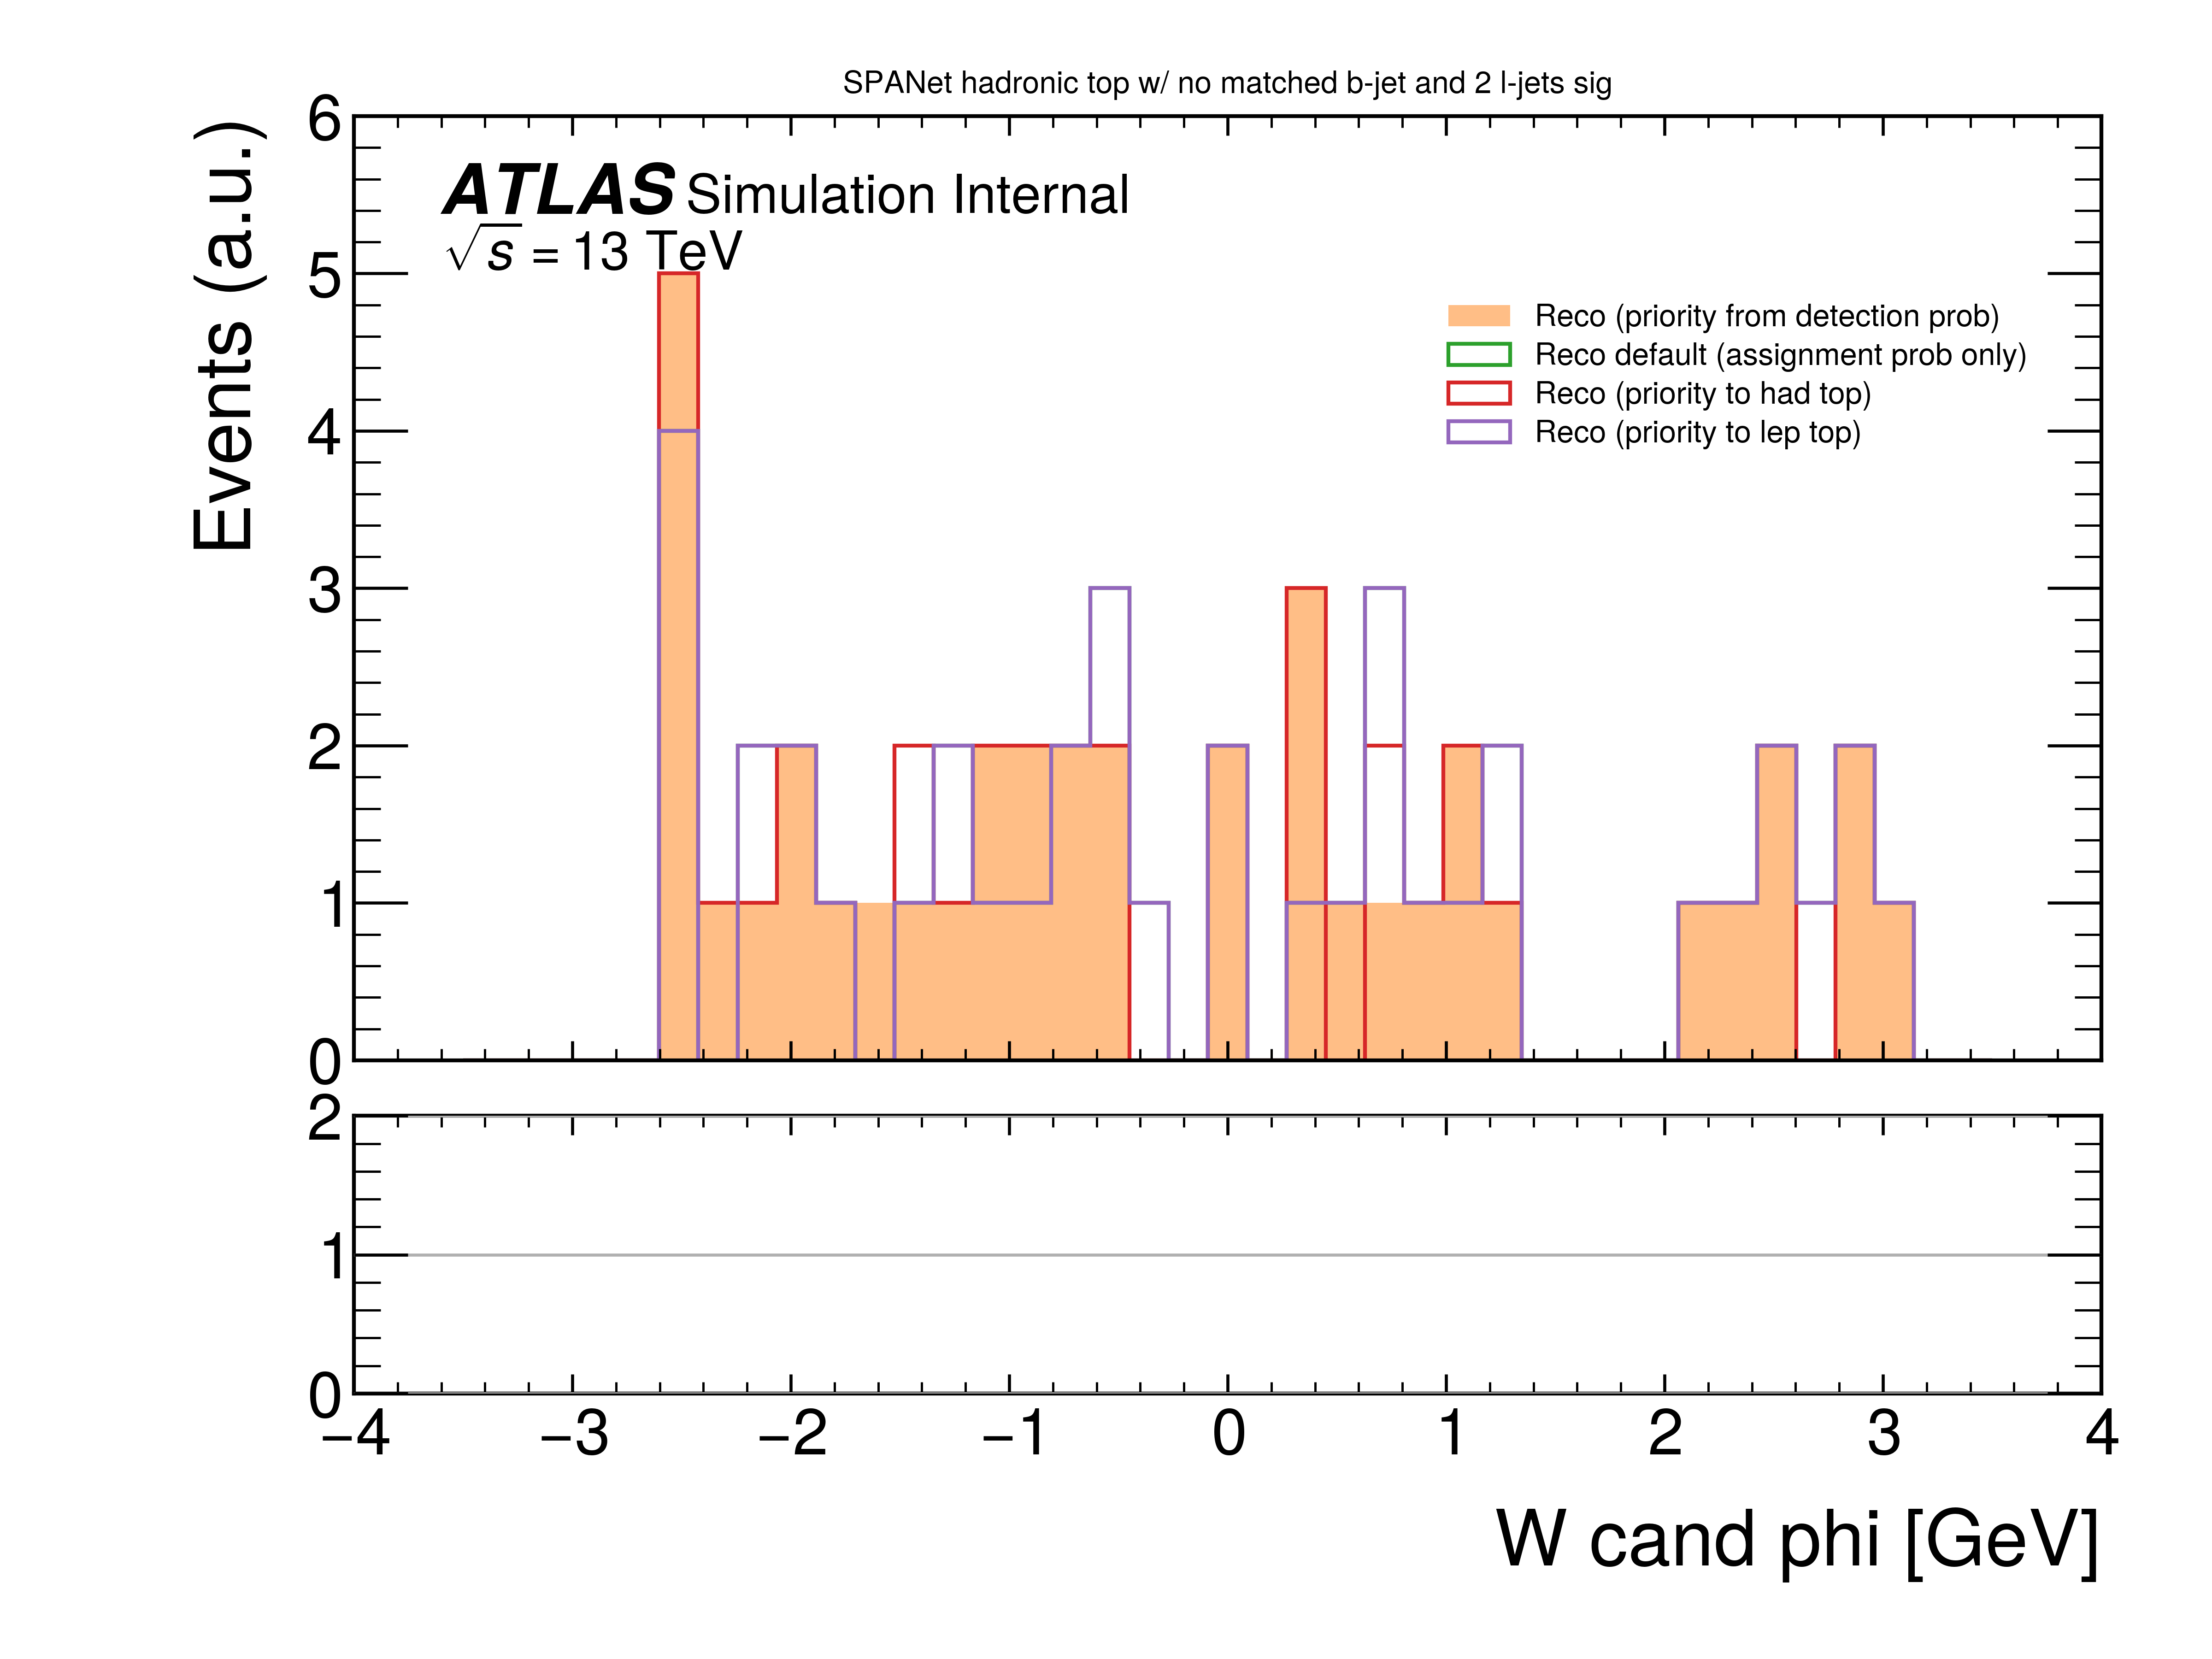 SPANet hadronic top w/ no matched b-jet and 2 l-jets sig
6
5
4
3
2
1
0
Events (a.u.)
ATLAS Simulation Internal
√s = 13 TeV
Reco (priority from detection prob)
Reco default (assignment prob only)
Reco (priority to had top)
Reco (priority to lep top)
2
1
0
−4 −3 −2 −1 0 1 2 3 4
W cand phi [GeV]